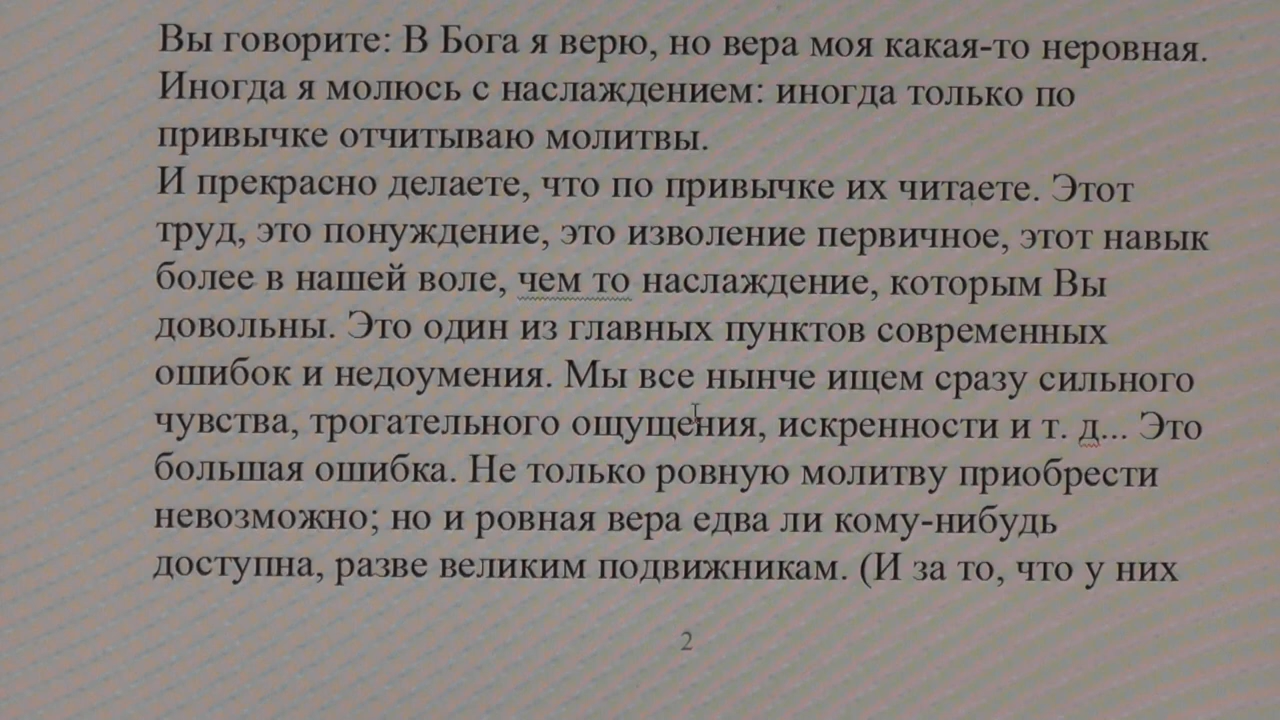 Вы говорите: В Бога я верю, но вера моя какая-то неровная.
Иногда я молюсь с наслаждением: иногда только по
привычке отчитываю молитвы.
И прекрасно делаете, что по привычке их читаете. Этот
труд, это понуждение, это изволение первичное, этот навык
более в нашей воле, чем то наслаждение, которым Вы
довольны. Это один из главных пунктов современных
ошибок и недоумения. Мы все нынче ищем сразу сильного
чувства, трогательного ощущения, искренности и т. д... Это
большая ошибка. Не только ровную молитву приобрести
невозможно; но и ровная вера едва ли кому-нибудь
доступна, разве великим подвижникам. (И за то, что у них
2